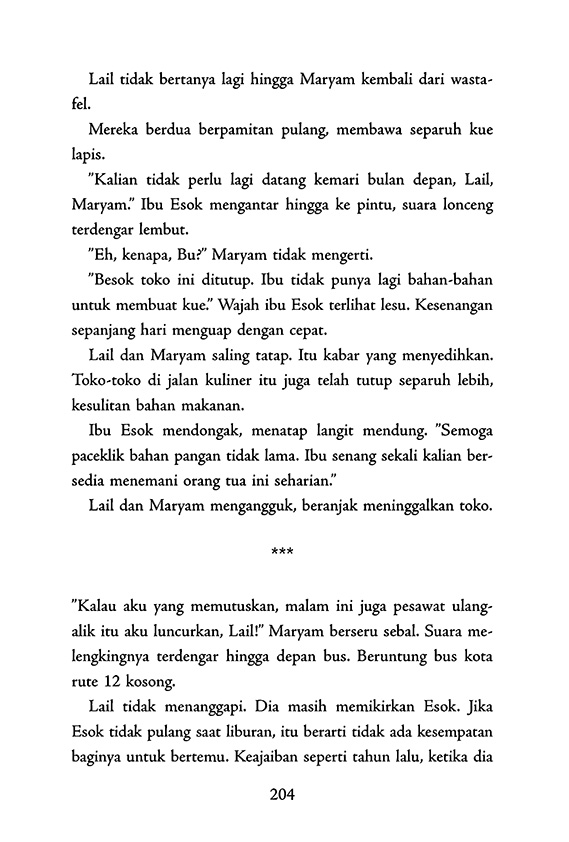 Lail tidak bertanya lagi hingga Maryam kembali dari wasta-
fel.
Mereka berdua berpamitan pulang, membawa separuh kue
lapis.
”Kalian tidak perlu lagi datang kemari bulan depan, Lail,
Maryam.” Ibu Esok mengantar hingga ke pintu, suara lonceng
terdengar lembut.
”Eh, kenapa, Bu?” Maryam tidak mengerti.
”Besok toko ini ditutup. Ibu tidak punya lagi bahan-bahan
untuk membuat kue.” Wajah ibu Esok terlihat lesu. Kesenangan
sepanjang hari menguap dengan cepat.
Lail dan Maryam saling tatap. Itu kabar yang menyedihkan.
Toko-toko di jalan kuliner itu juga telah tutup separuh lebih,
kesulitan bahan makanan.
Ibu Esok mendongak, menatap langit mendung. ”Semoga
paceklik bahan pangan tidak lama. Ibu senang sekali kalian ber-
sedia menemani orang tua ini seharian.”
Lail dan Maryam mengangguk, beranjak meninggalkan toko.
***
”Kalau aku yang memutuskan, malam ini juga pesawat ulang-
alik itu aku luncurkan, Lail!” Maryam berseru sebal. Suara me-
lengkingnya terdengar hingga depan bus. Beruntung bus kota
rute 12 kosong.
Lail tidak menanggapi. Dia masih memikirkan Esok. Jika
Esok tidak pulang saat liburan, itu berarti tidak ada kesempatan
baginya untuk bertemu. Keajaiban seperti tahun lalu, ketika dia
204